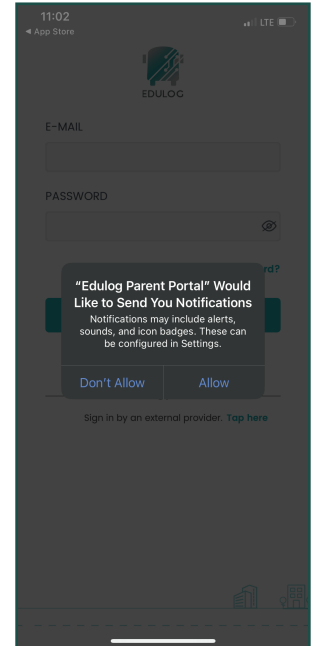 11:02
LTE
◀ App Store
EDULOG
E-MAIL
PASSWORD
rd?
"Edulog Parent Portal" Would
Like to Send You Notifications
Notifications may include alerts,
sounds, and icon badges. These can
be configured in Settings.
Don't Allow
Allow
Sign in by an external provider. Tap here